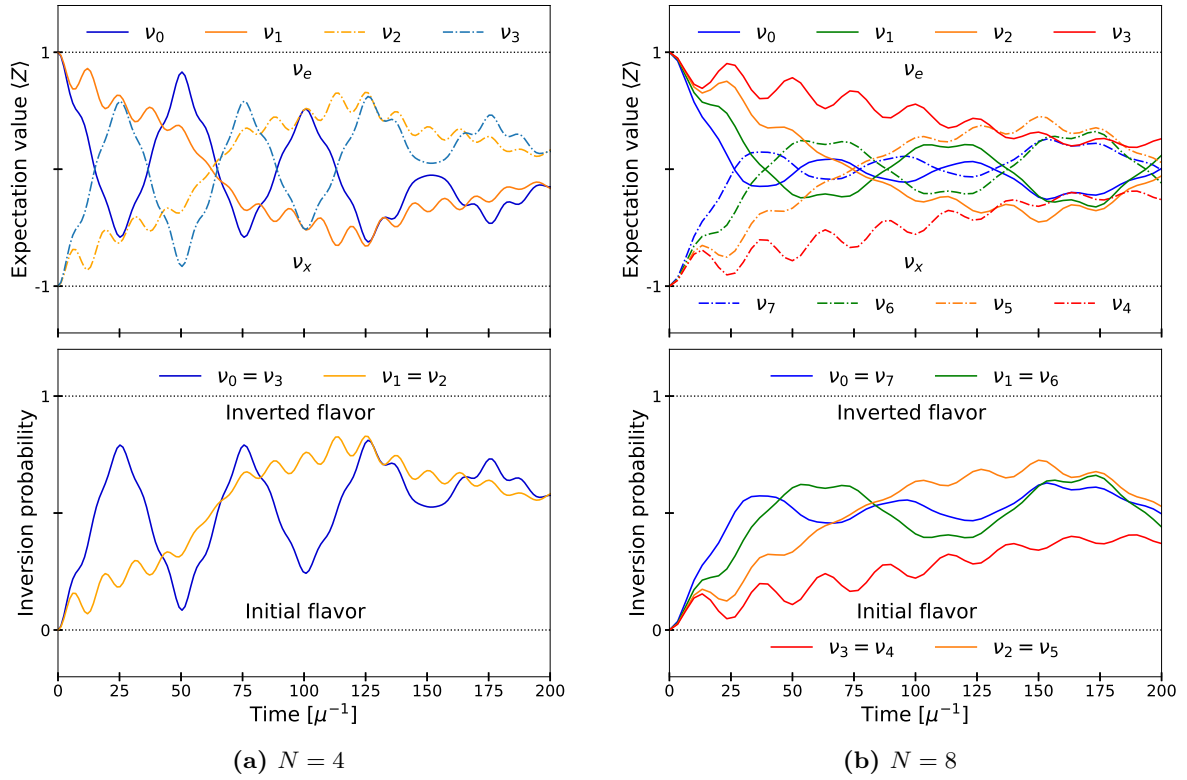 ν0 ν1 ν2 ν3
1
νe
Expectation value ⟨Z⟩
νx
-1
1
ν0 = ν3 ν1 = ν2
Inverted flavor
Inversion probability
Initial flavor
0
0 25 50 75 100 125 150 175 200
Time [μ⁻¹]
(a) N = 4
ν0 ν1 ν2 ν3
1
νe
Expectation value ⟨Z⟩
νx
-1
ν7 ν6 ν5 ν4
ν0 = ν7 ν1 = ν6
1
Inverted flavor
Inversion probability
Initial flavor
0
ν3 = ν4 ν2 = ν5
0 25 50 75 100 125 150 175 200
Time [μ⁻¹]
(b) N = 8